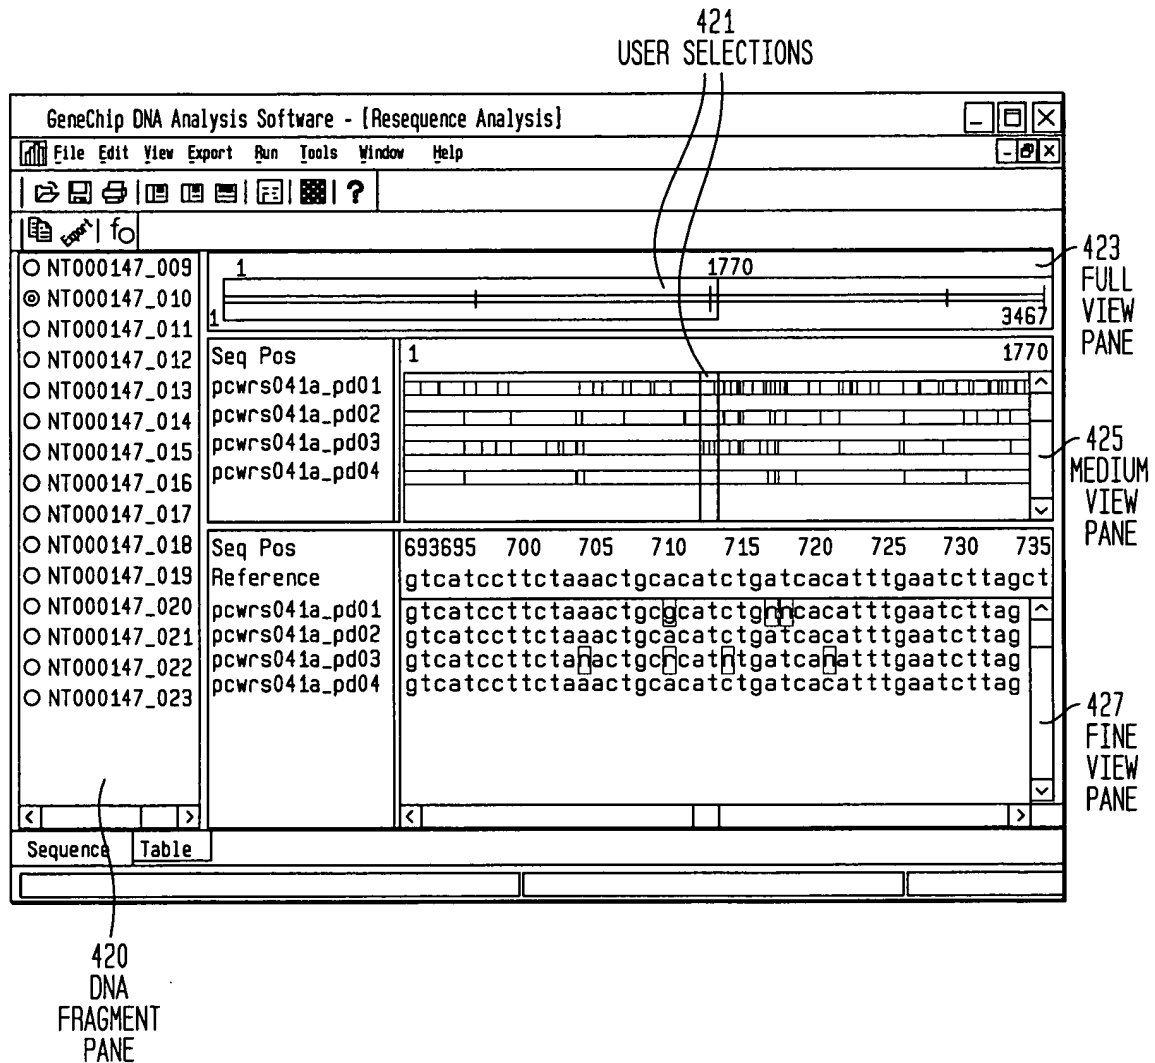 421
USER SELECTIONS
GeneChip DNA Analysis Software - [Resequence Analysis]
File Edit View Export Run Tools Window Help
?
Export fo
NT000147_009
NT000147_010
NT000147_011
NT000147_012
NT000147_013
NT000147_014
NT000147_015
NT000147_016
NT000147_017
NT000147_018
NT000147_019
NT000147_020
NT000147_021
NT000147_022
NT000147_023
1 1770
1 3467
Seq Pos 1 1770
pcwrs041a_pd01
pcwrs041a_pd02
pcwrs041a_pd03
pcwrs041a_pd04
Seq Pos 693695 700 705 710 715 720 725 730 735
Reference gtcatccttctaaactgcacatctgatcacatttgaatcttagct
pcwrs041a_pd01 gtcatccttctaaactgcgcatctgnncacatttgaatcttag
pcwrs041a_pd02 gtcatccttctaaactgcacatctgatcacatttgaatcttag
pcwrs041a_pd03 gtcatccttctanactgcncatntgatcanatttgaatcttag
pcwrs041a_pd04 gtcatccttctaaactgcacatctgatcacatttgaatcttag
Sequence Table
423
FULL
VIEW
PANE
425
MEDIUM
VIEW
PANE
427
FINE
VIEW
PANE
420
DNA
FRAGMENT
PANE